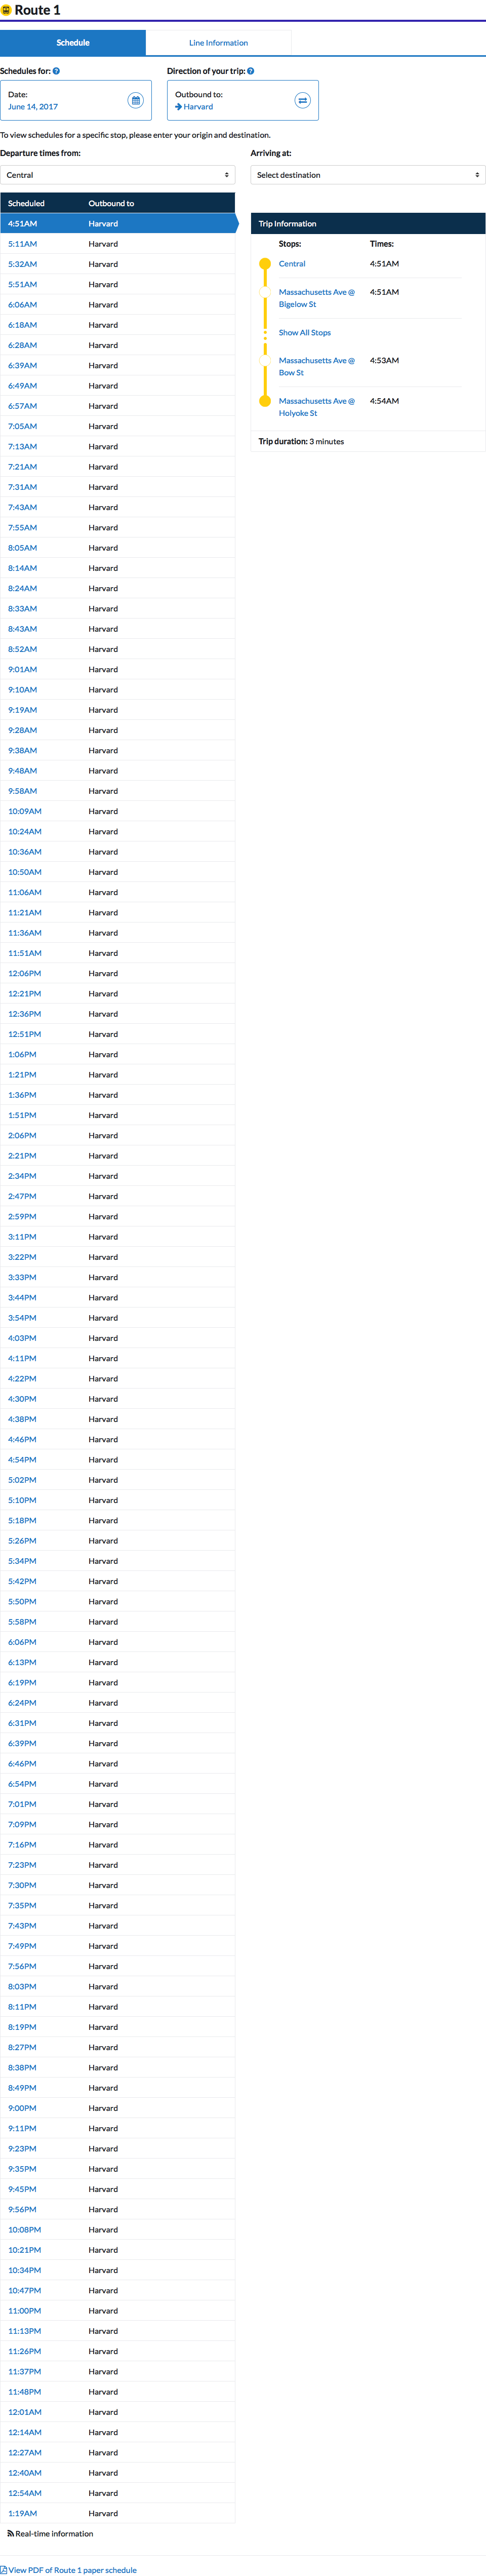 Route 1
Schedule
Line Information
Schedules for:
Direction of your trip:
Date:
June 14, 2017
Outbound to:
Harvard
To view schedules for a specific stop, please enter your origin and destination.
Departure times from:
Central
Arriving at:
Select destination
Scheduled Outbound to
4:51AM Harvard
5:11AM Harvard
5:32AM Harvard
5:51AM Harvard
6:06AM Harvard
6:18AM Harvard
6:28AM Harvard
6:39AM Harvard
6:49AM Harvard
6:57AM Harvard
7:05AM Harvard
7:13AM Harvard
7:21AM Harvard
7:31AM Harvard
7:43AM Harvard
7:55AM Harvard
8:05AM Harvard
8:14AM Harvard
8:24AM Harvard
8:33AM Harvard
8:43AM Harvard
8:52AM Harvard
9:01AM Harvard
9:10AM Harvard
9:19AM Harvard
9:28AM Harvard
9:38AM Harvard
9:48AM Harvard
9:58AM Harvard
10:09AM Harvard
10:24AM Harvard
10:36AM Harvard
10:50AM Harvard
11:06AM Harvard
11:21AM Harvard
11:36AM Harvard
11:51AM Harvard
12:06PM Harvard
12:21PM Harvard
12:36PM Harvard
12:51PM Harvard
1:06PM Harvard
1:21PM Harvard
1:36PM Harvard
1:51PM Harvard
2:06PM Harvard
2:21PM Harvard
2:34PM Harvard
2:47PM Harvard
2:59PM Harvard
3:11PM Harvard
3:22PM Harvard
3:33PM Harvard
3:44PM Harvard
3:54PM Harvard
4:03PM Harvard
4:11PM Harvard
4:22PM Harvard
4:30PM Harvard
4:38PM Harvard
4:46PM Harvard
4:54PM Harvard
5:02PM Harvard
5:10PM Harvard
5:18PM Harvard
5:26PM Harvard
5:34PM Harvard
5:42PM Harvard
5:50PM Harvard
5:58PM Harvard
6:06PM Harvard
6:13PM Harvard
6:19PM Harvard
6:24PM Harvard
6:31PM Harvard
6:39PM Harvard
6:46PM Harvard
6:54PM Harvard
7:01PM Harvard
7:09PM Harvard
7:16PM Harvard
7:23PM Harvard
7:30PM Harvard
7:35PM Harvard
7:43PM Harvard
7:49PM Harvard
7:56PM Harvard
8:03PM Harvard
8:11PM Harvard
8:19PM Harvard
8:27PM Harvard
8:38PM Harvard
8:49PM Harvard
9:00PM Harvard
9:11PM Harvard
9:23PM Harvard
9:35PM Harvard
9:45PM Harvard
9:56PM Harvard
10:08PM Harvard
10:21PM Harvard
10:34PM Harvard
10:47PM Harvard
11:00PM Harvard
11:13PM Harvard
11:26PM Harvard
11:37PM Harvard
11:48PM Harvard
12:01AM Harvard
12:14AM Harvard
12:27AM Harvard
12:40AM Harvard
12:54AM Harvard
1:19AM Harvard
Trip Information
Stops: Times:
Central 4:51AM
Massachusetts Ave @ 4:51AM
Bigelow St
Show All Stops
Massachusetts Ave @ 4:53AM
Bow St
Massachusetts Ave @ 4:54AM
Holyoke St
Trip duration: 3 minutes
Real-time information
View PDF of Route 1 paper schedule